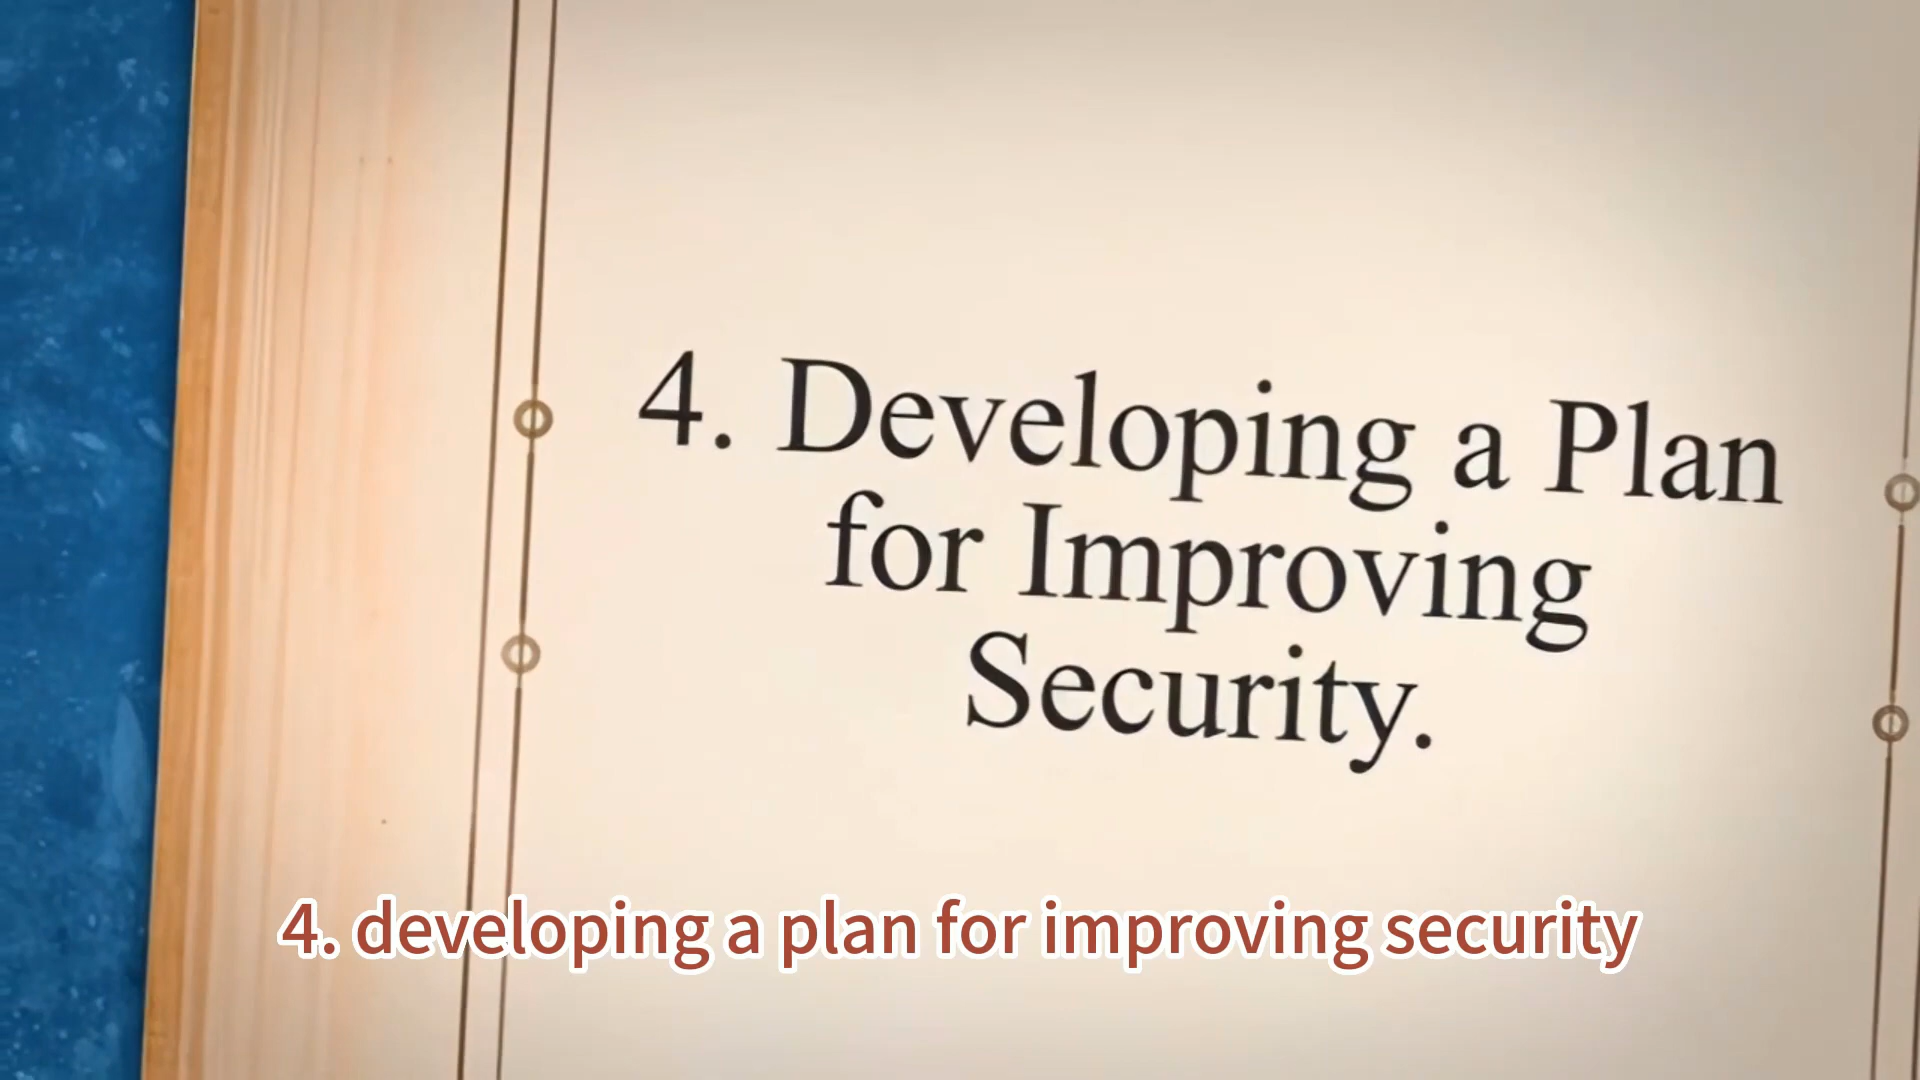 4. Developing a Plan
for Improving
Security.
4. developing a plan for improving security